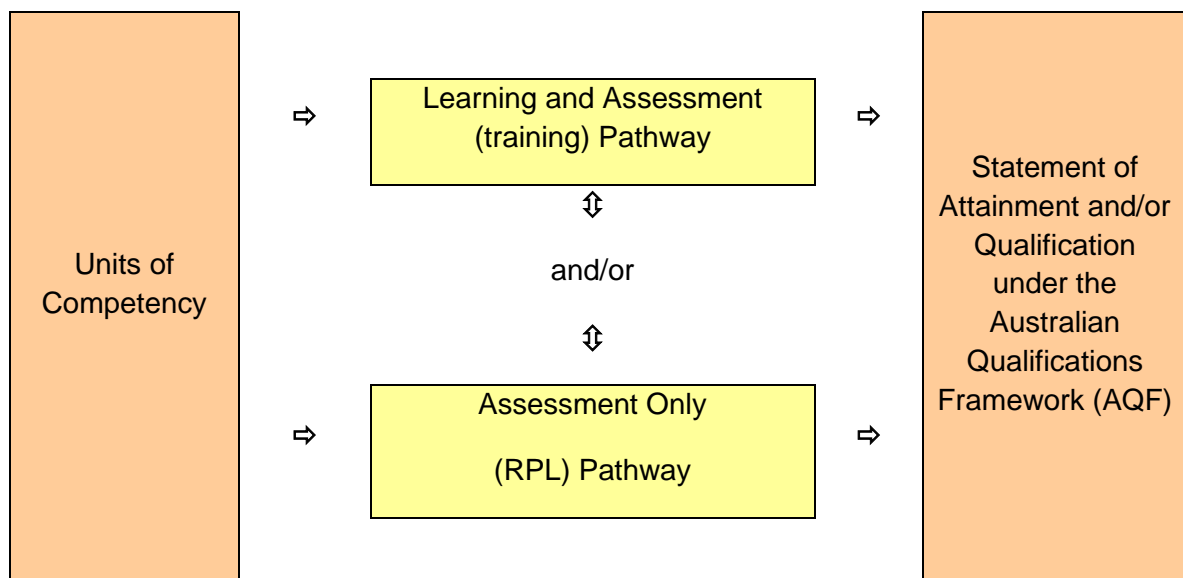 Units of
Competency
Learning and Assessment
(training) Pathway
and/or
Assessment Only
(RPL) Pathway
Statement of
Attainment and/or
Qualification
under the
Australian
Qualifications
Framework (AQF)